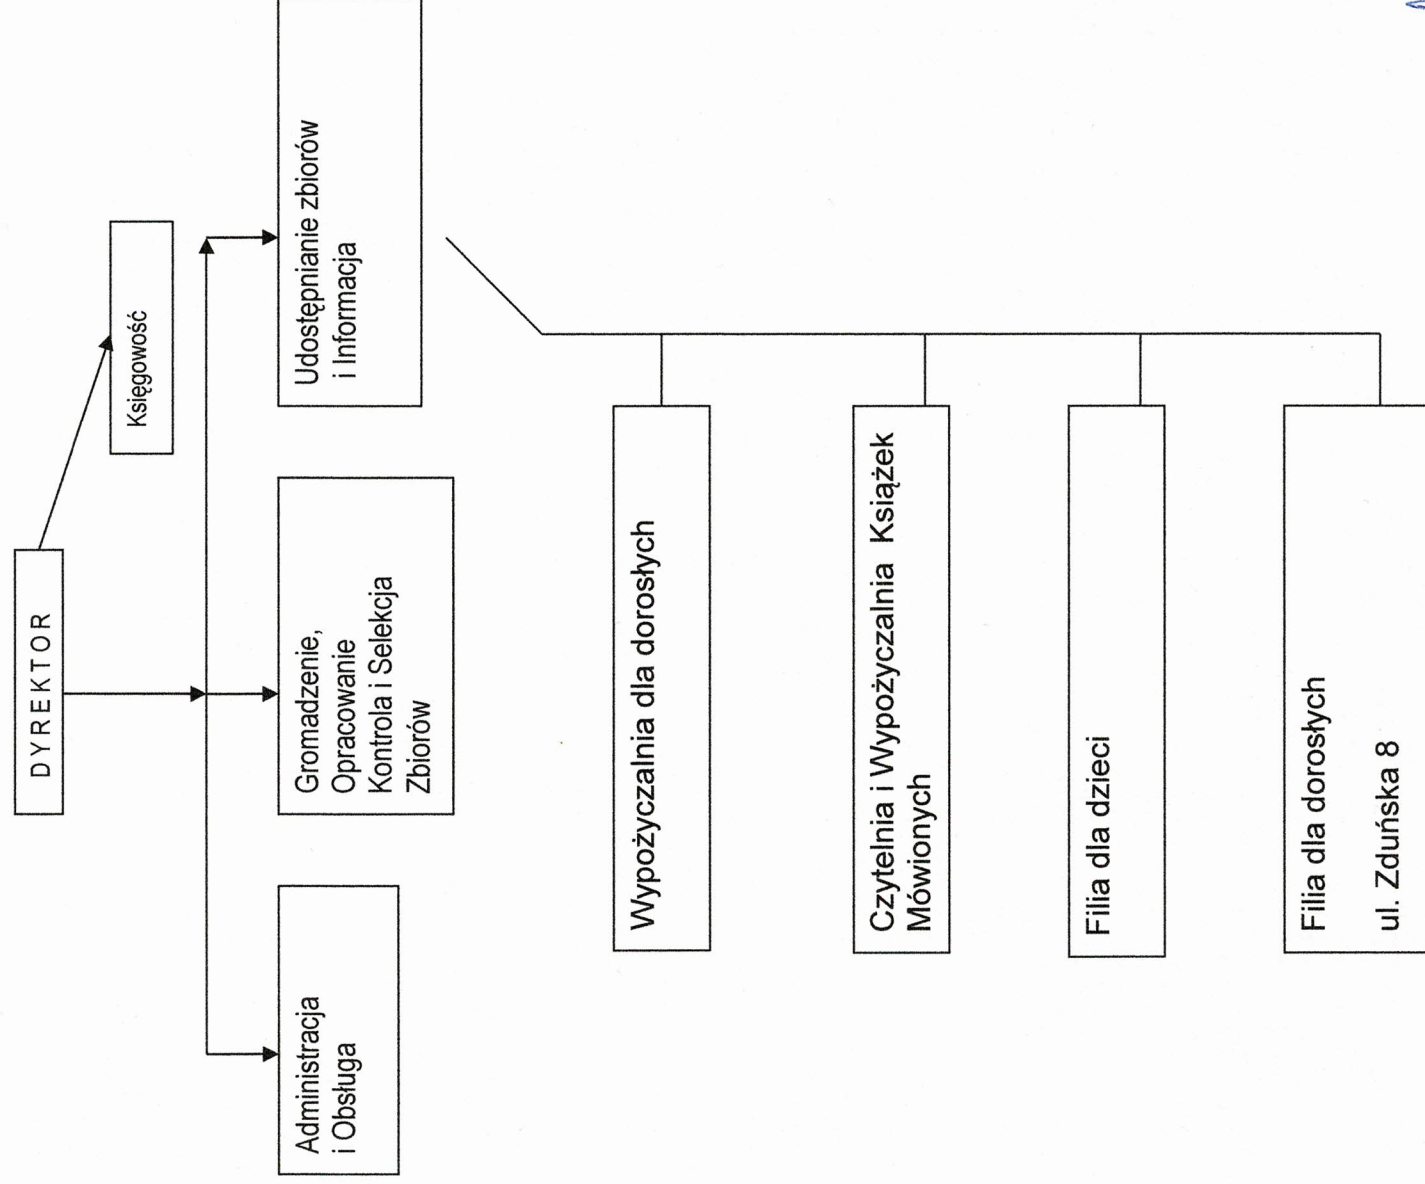 DYREKTOR
Księgowość
Administracja
i Obsługa
Gromadzenie,
Opracowanie
Kontrola i Selekcja
Zbiorów
Udostępnianie zbiorów
i Informacja
Wypożyczalnia dla dorosłych
Czytelnia i Wypożyczalnia Książek
Mówionych
Filia dla dzieci
Filia dla dorosłych
ul. Zduńska 8